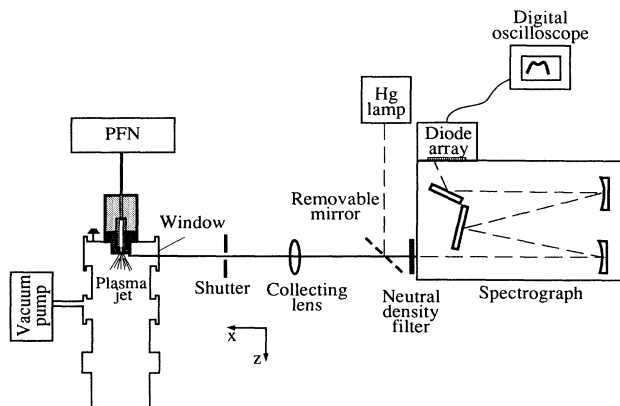 Digital
oscilloscope
Hg
lamp
PFN
Diode
array
Removable
mirror
Window
Plasma
jet
Shutter
Collecting
lens
Neutral
density
filter
Spectrograph
Vacuum
pump
x
z